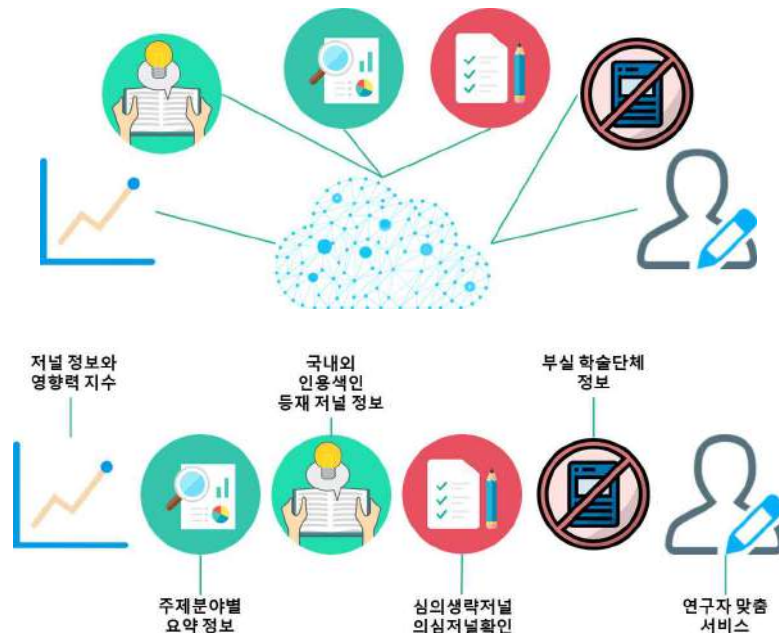 저널 정보와
영향력 지수
국내외
인용색인
등재 저널 정보
부실 학술단체
정보
주제분야별
요약 정보
심의생략저널
의심저널확인
연구자 맞춤
서비스